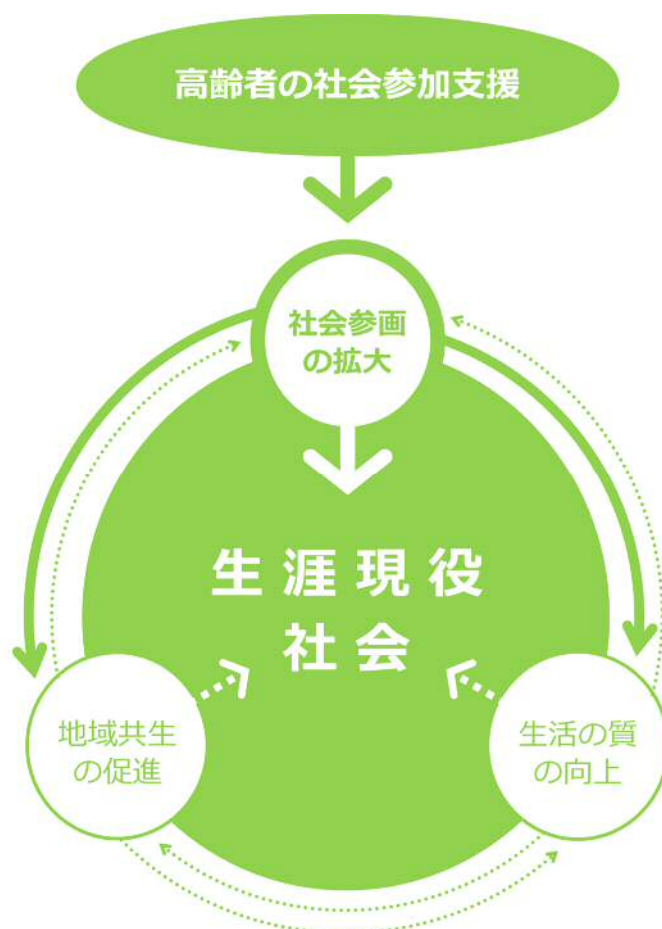 高齢者の社会参加支援
社会参画
の拡大
生涯現役
社会
地域共生
の促進
生活の質
の向上